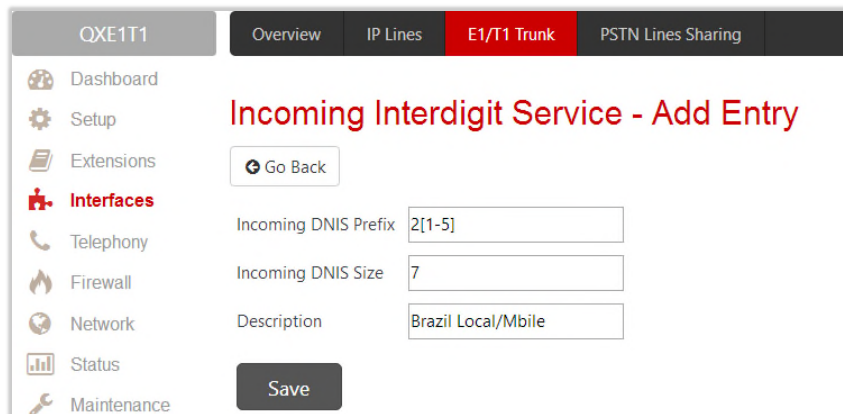 QXE1T1
Overview
IP Lines
E1/T1 Trunk
PSTN Lines Sharing
Dashboard
Setup
Extensions
Interfaces
Telephony
Firewall
Network
Status
Maintenance
Incoming Interdigit Service - Add Entry
Go Back
Incoming DNIS Prefix 2[1-5]
Incoming DNIS Size 7
Description Brazil Local/Mbile
Save